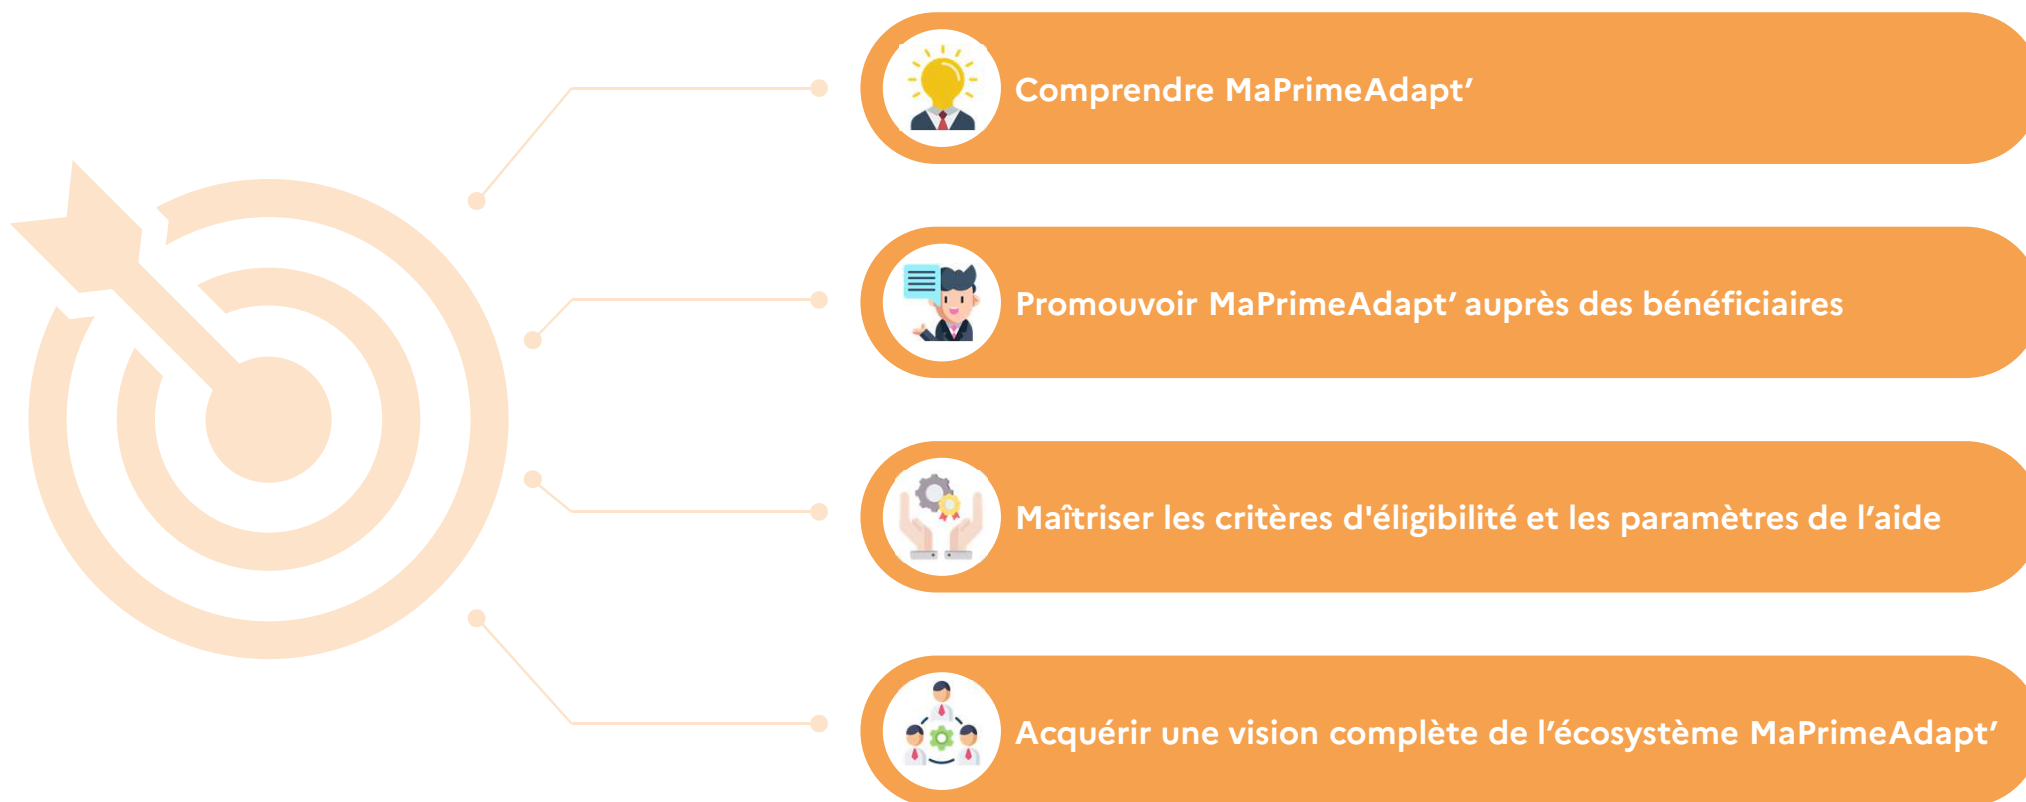 Comprendre MaPrimeAdapt’
Promouvoir MaPrimeAdapt’ auprès des bénéficiaires
Maîtriser les critères d'éligibilité et les paramètres de l’aide
Acquérir une vision complète de l’écosystème MaPrimeAdapt’